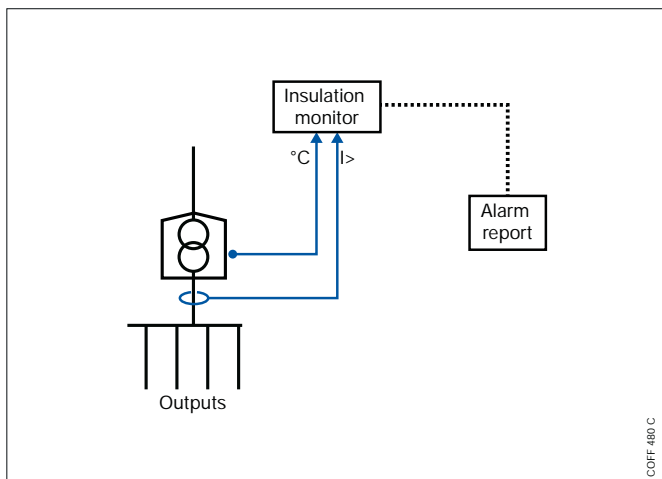 Insulation
monitor
°C
I>
Alarm
report
Outputs
COFF 480 C